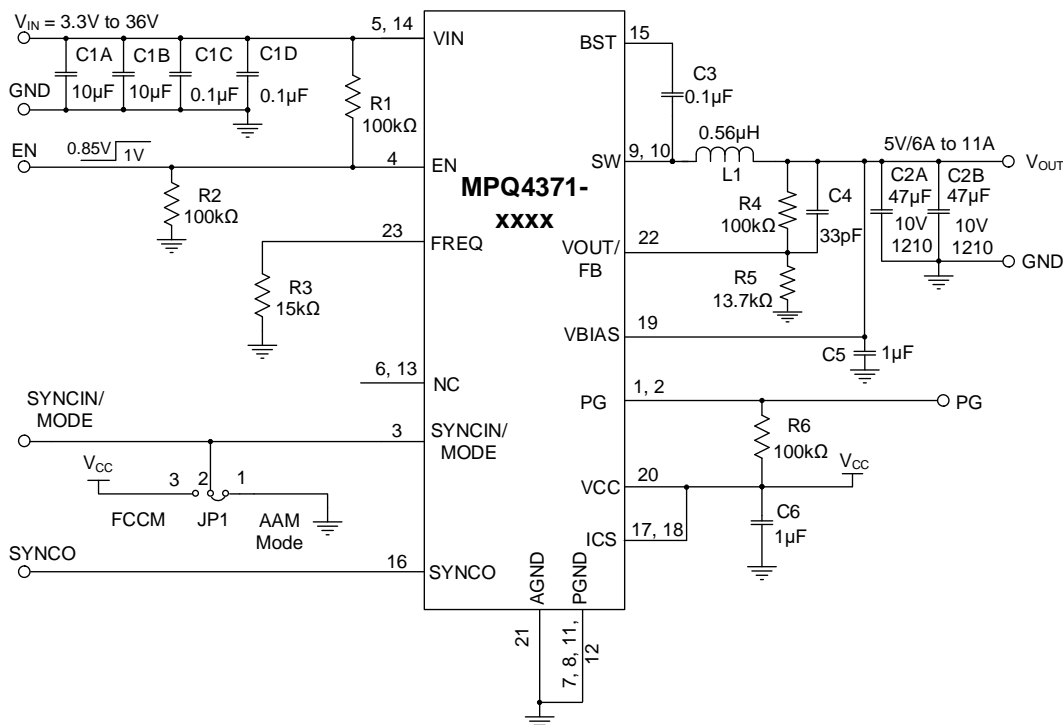 V_IN = 3.3V to 36V
5, 14
VIN
C1A
C1B
C1C
C1D
10µF
10µF
0.1µF
0.1µF
GND
R1
100kΩ
EN
0.85V
1V
4
EN
R2
100kΩ
23
FREQ
R3
15kΩ
6, 13
NC
SYNCIN/
MODE
3
SYNCIN/
MODE
V_CC
3
2
1
FCCM
JP1
AAM
Mode
SYNCO
16
SYNCO
MPQ4371-
xxxx
AGND
PGND
21
7, 8, 11,
12
BST
15
C3
0.1µF
0.56µH
SW
9, 10
L1
5V/6A to 11A
V_OUT
R4
100kΩ
C4
33pF
C2A
47µF
10V
1210
C2B
47µF
10V
1210
GND
VOUT/
FB
22
R5
13.7kΩ
VBIAS
19
C5
1µF
PG
1, 2
PG
R6
100kΩ
VCC
20
V_CC
C6
1µF
ICS
17, 18